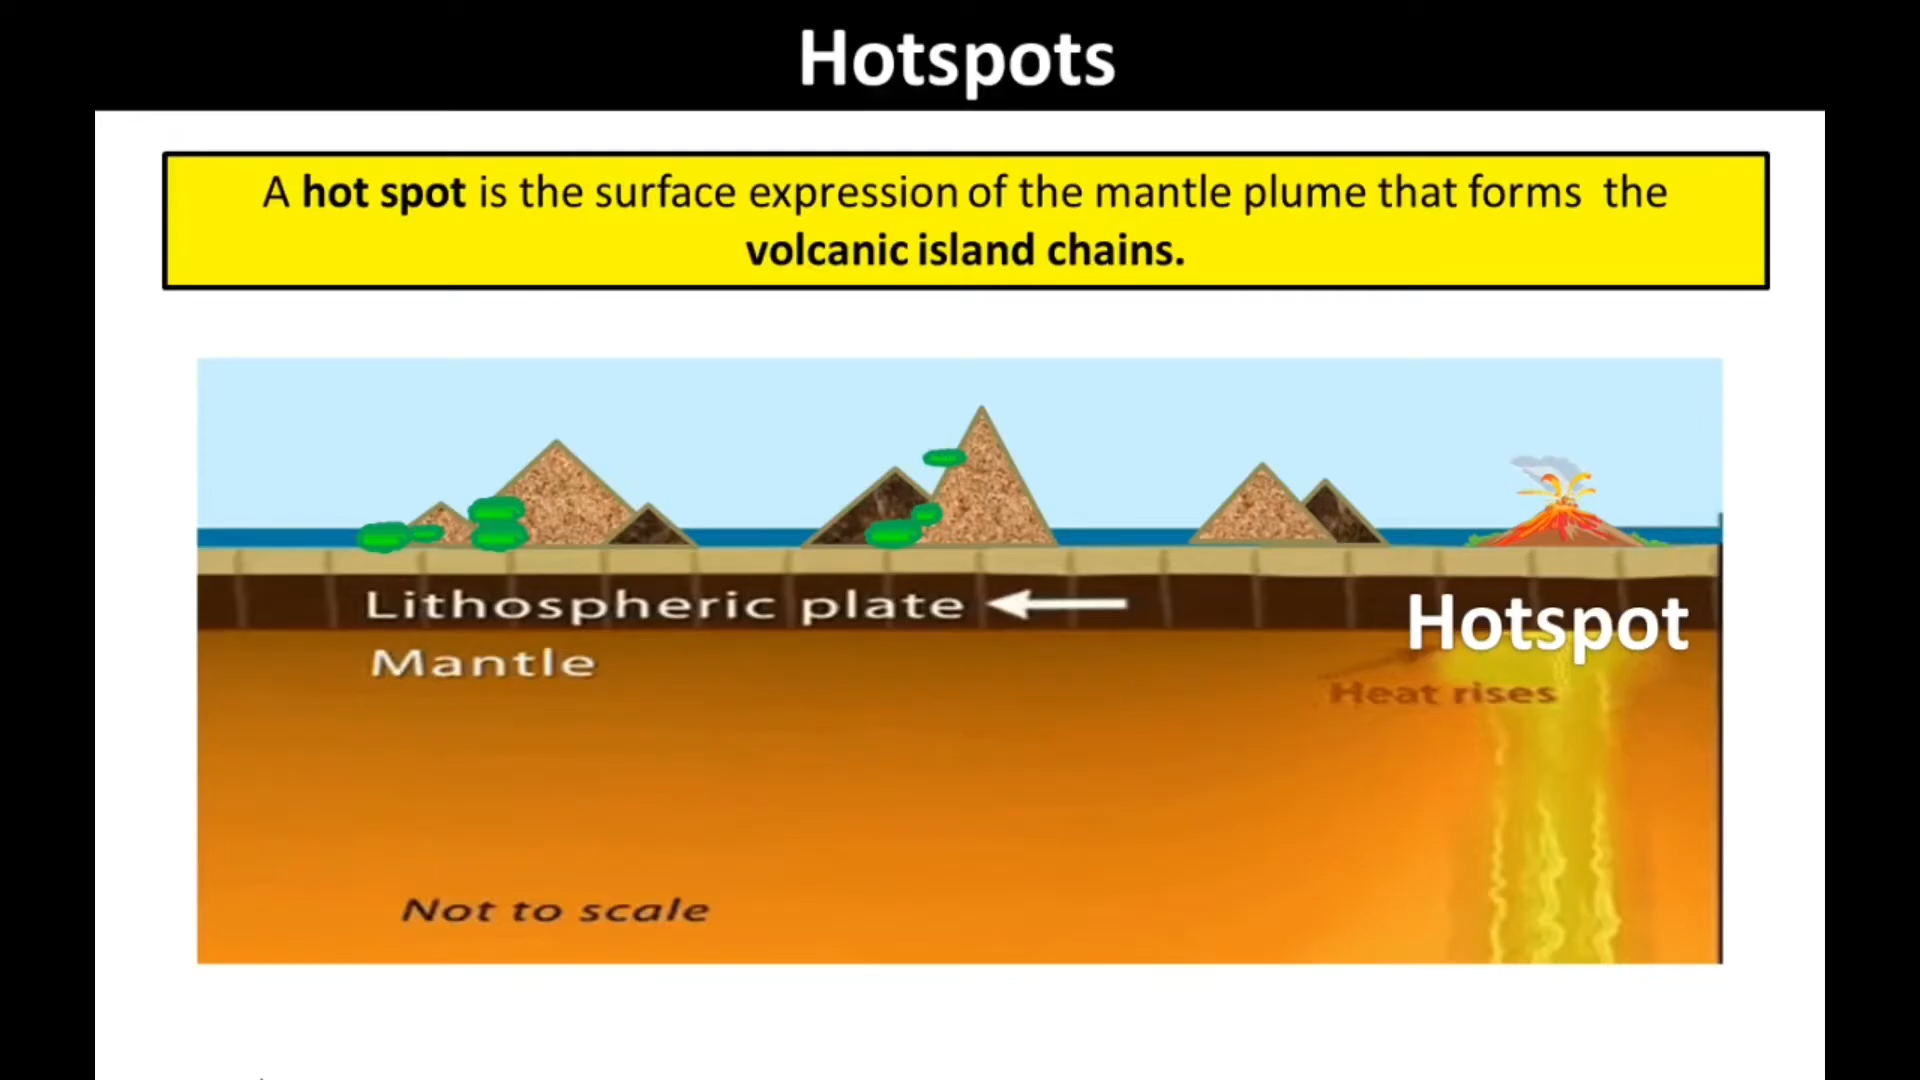 Hotspots
A hot spot is the surface expression of the mantle plume that forms the
volcanic island chains.
Lithospheric plate
Hotspot
Mantle
Heat rises
Not to scale